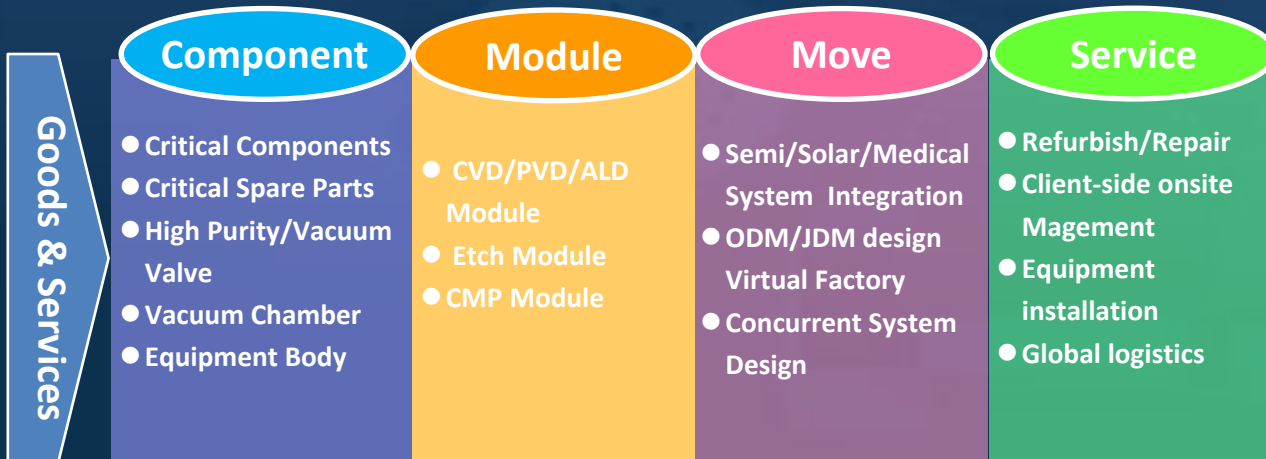 Goods & Services
Component
● Critical Components
● Critical Spare Parts
● High Purity/Vacuum
Valve
● Vacuum Chamber
● Equipment Body
Module
● CVD/PVD/ALD
Module
● Etch Module
● CMP Module
Move
● Semi/Solar/Medical
System Integration
● ODM/JDM design
Virtual Factory
● Concurrent System
Design
Service
● Refurbish/Repair
● Client-side onsite
Magement
● Equipment
installation
● Global logistics